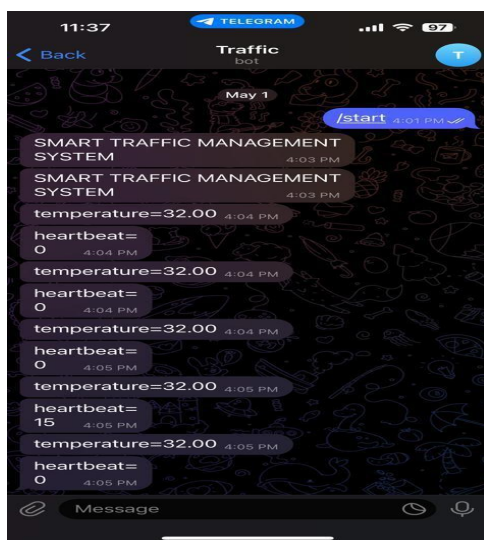 11:37
TELEGRAM
97
Back
Traffic
bot
T
May 1
/start 4:01 PM
SMART TRAFFIC MANAGEMENT
SYSTEM
4:03 PM
SMART TRAFFIC MANAGEMENT
SYSTEM
4:03 PM
temperature=32.00 4:04 PM
heartbeat=
0 4:04 PM
temperature=32.00 4:04 PM
heartbeat=
0 4:04 PM
temperature=32.00 4:04 PM
heartbeat=
0 4:05 PM
temperature=32.00 4:05 PM
heartbeat=
15 4:05 PM
temperature=32.00 4:05 PM
heartbeat=
0 4:05 PM
Message